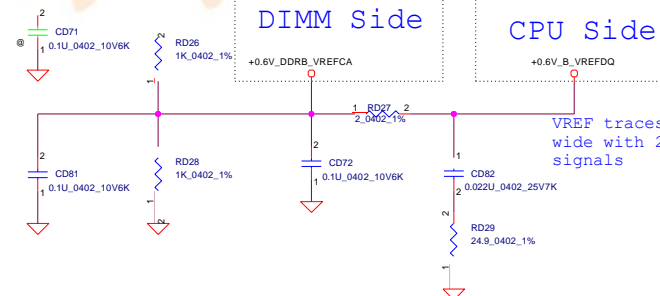 DIMM Side
CPU Side
2
CD71
0.1U_0402_10V6K
@
1
2
RD26
1K_0402_1%
1
+0.6V_DDRB_VREFCA
+0.6V_B_VREFDQ
1 RD27 2
2_0402_1%
VREF traces
wide with 2
signals
2
CD81
0.1U_0402_10V6K
1
RD28
1K_0402_1%
1
2
2
CD72
0.1U_0402_10V6K
1
1
CD82
0.022U_0402_25V7K
2
2
RD29
24.9_0402_1%
1